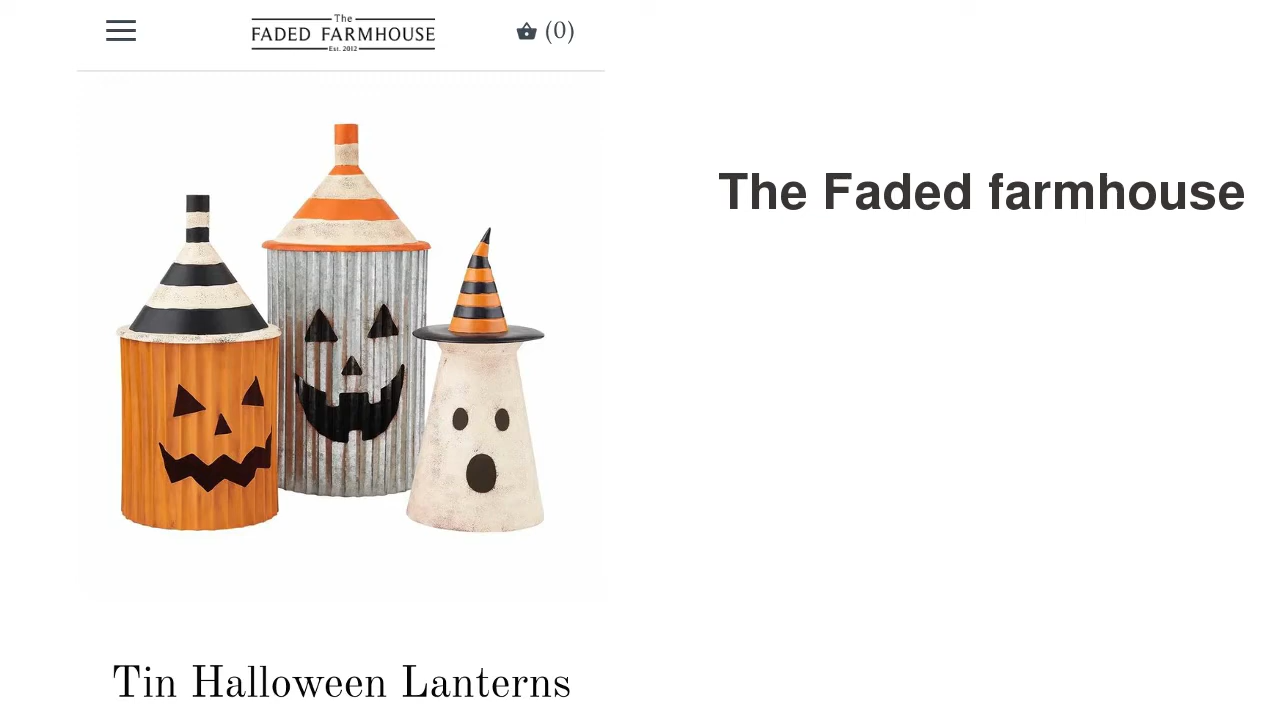 The
FADED FARMHOUSE
Est. 2012
(0)
The Faded farmhouse
Tin Halloween Lanterns